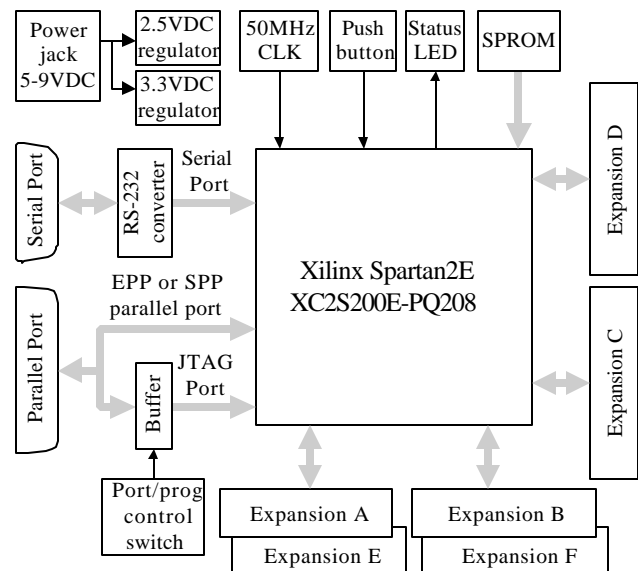 Power
jack
5-9VDC
2.5VDC
regulator
3.3VDC
regulator
50MHz
CLK
Push
button
Status
LED
SPROM
Serial Port
RS-232
converter
Serial
Port
Expansion D
Xilinx Spartan2E
XC2S200E-PQ208
EPP or SPP
parallel port
Parallel Port
Buffer
JTAG
Port
Expansion C
Port/prog
control
switch
Expansion A
Expansion E
Expansion B
Expansion F